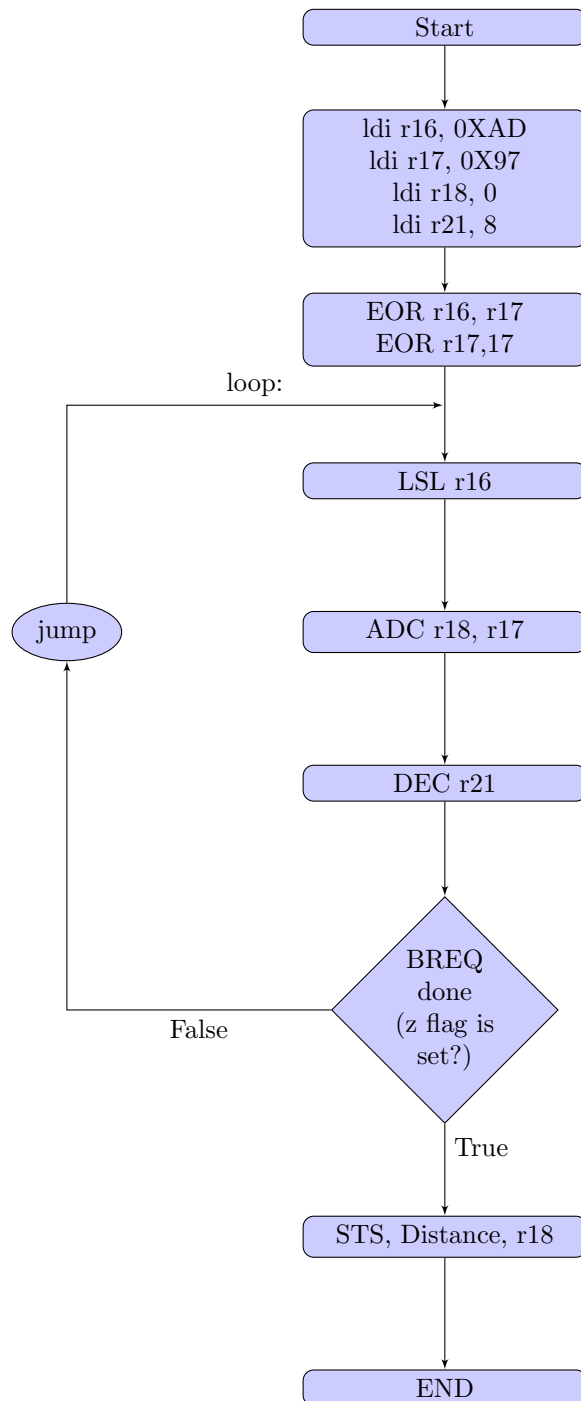 Start
ldi r16, 0XAD
ldi r17, 0X97
ldi r18, 0
ldi r21, 8
EOR r16, r17
EOR r17,17
loop:
LSL r16
jump
ADC r18, r17
DEC r21
BREQ
done
(z flag is
set?)
False
True
STS, Distance, r18
END